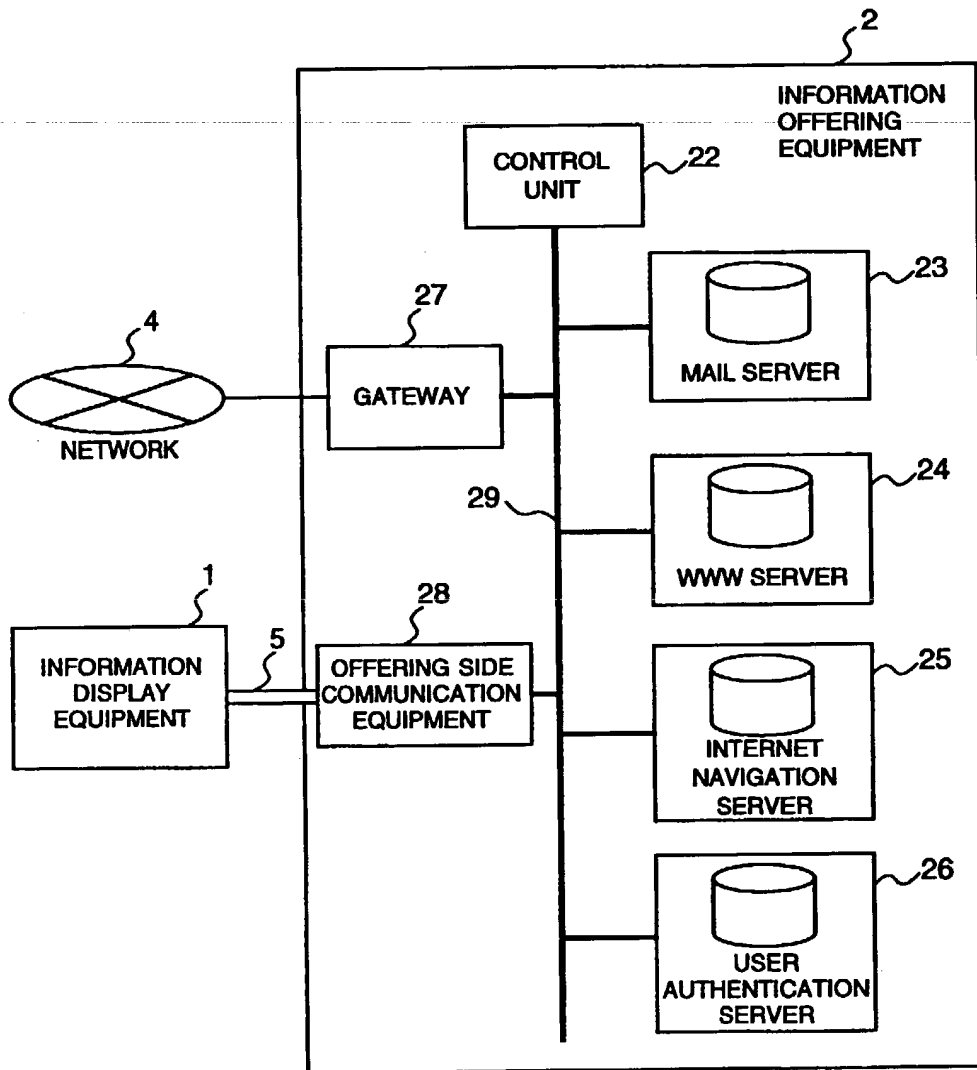 2
INFORMATION
OFFERING
EQUIPMENT
CONTROL
UNIT
22
23
MAIL SERVER
27
GATEWAY
4
NETWORK
24
WWW SERVER
29
1
INFORMATION
DISPLAY
EQUIPMENT
5
28
OFFERING SIDE
COMMUNICATION
EQUIPMENT
25
INTERNET
NAVIGATION
SERVER
26
USER
AUTHENTICATION
SERVER